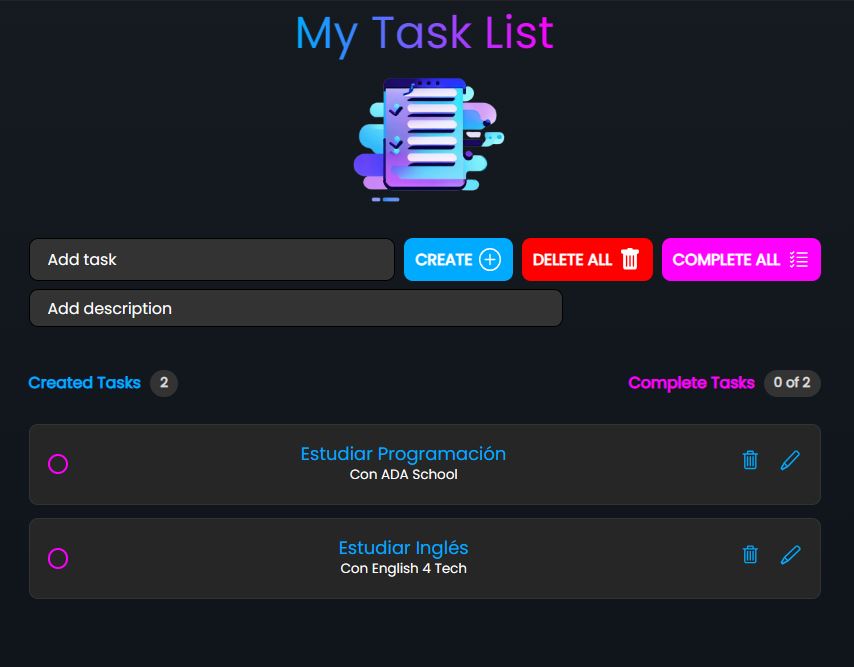 My Task List
Add task
CREATE
DELETE ALL
COMPLETE ALL
Add description
Created Tasks 2
Complete Tasks 0 of 2
Estudiar Programación
Con ADA School
Estudiar Inglés
Con English 4 Tech